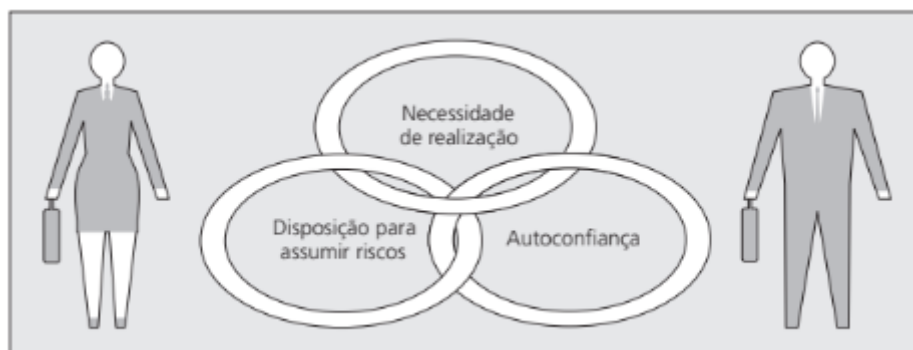 Necessidade
de realização
Disposição para
assumir riscos
Autoconfiança